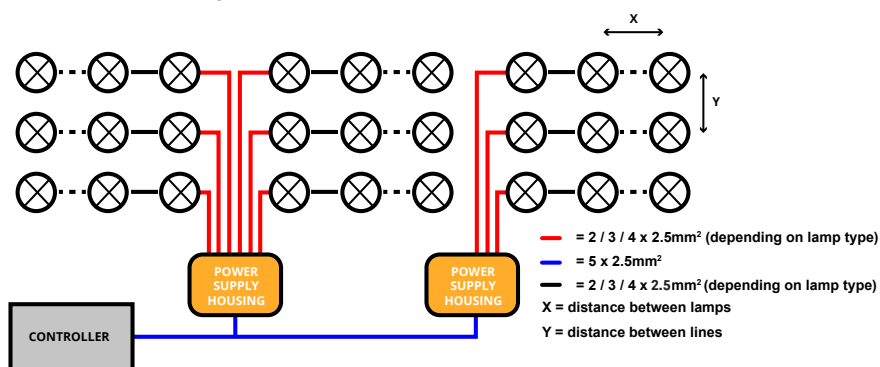 X
Y
= 2 / 3 / 4 x 2.5mm² (depending on lamp type)
= 5 x 2.5mm²
= 2 / 3 / 4 x 2.5mm² (depending on lamp type)
X = distance between lamps
Y = distance between lines
POWER
SUPPLY
HOUSING
POWER
SUPPLY
HOUSING
CONTROLLER